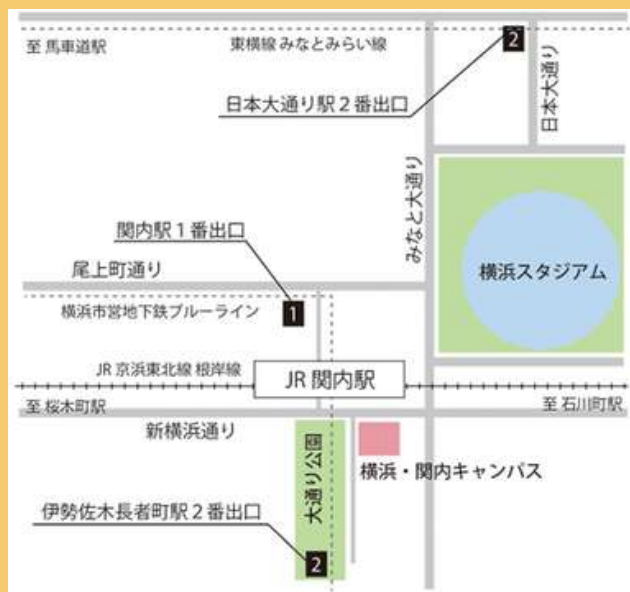 至 馬車道駅
東横線 みなとみらい線
2
日本大通り駅 2 番出口
日本大通り
みなと大通り
関内駅 1 番出口
尾上町通り
横浜スタジアム
横浜市営地下鉄ブルーライン
1
JR 京浜東北線 根岸線
JR 関内駅
至 桜木町駅
至 石川町駅
新横浜通り
大通り公園
横浜・関内キャンパス
伊勢佐木長者町駅 2 番出口
2